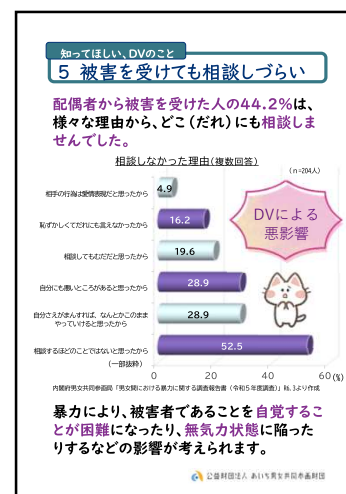 知ってほしい、DVのこと
5 被害を受けても相談しづらい
配偶者から被害を受けた人の44.2%は、
様々な理由から、どこ(だれ)にも相談しま
せんでした。
相談しなかった理由(複数回答)
(n=204人)
相手の行為は愛情表現だと思ったから
4.9
恥ずかしくてだれにも言えなかったから
16.2
相談してもむだだと思ったから
19.6
自分にも悪いところがあると思ったから
28.9
自分さえがまんすれば、なんとかこのまま
やっていけると思ったから
28.9
相談するほどのことではないと思ったから
52.5
(一部抜粋)
0 20 40 60(%)
DVによる
悪影響
内閣府男女共同参画局「男女間における暴力に関する調査報告書(令和5年度調査)」R6.3より作成
暴力により、被害者であることを自覚するこ
とが困難になったり、無気力状態に陥った
りするなどの影響が考えられます。
公益財団法人 あいち男女共同参画財団